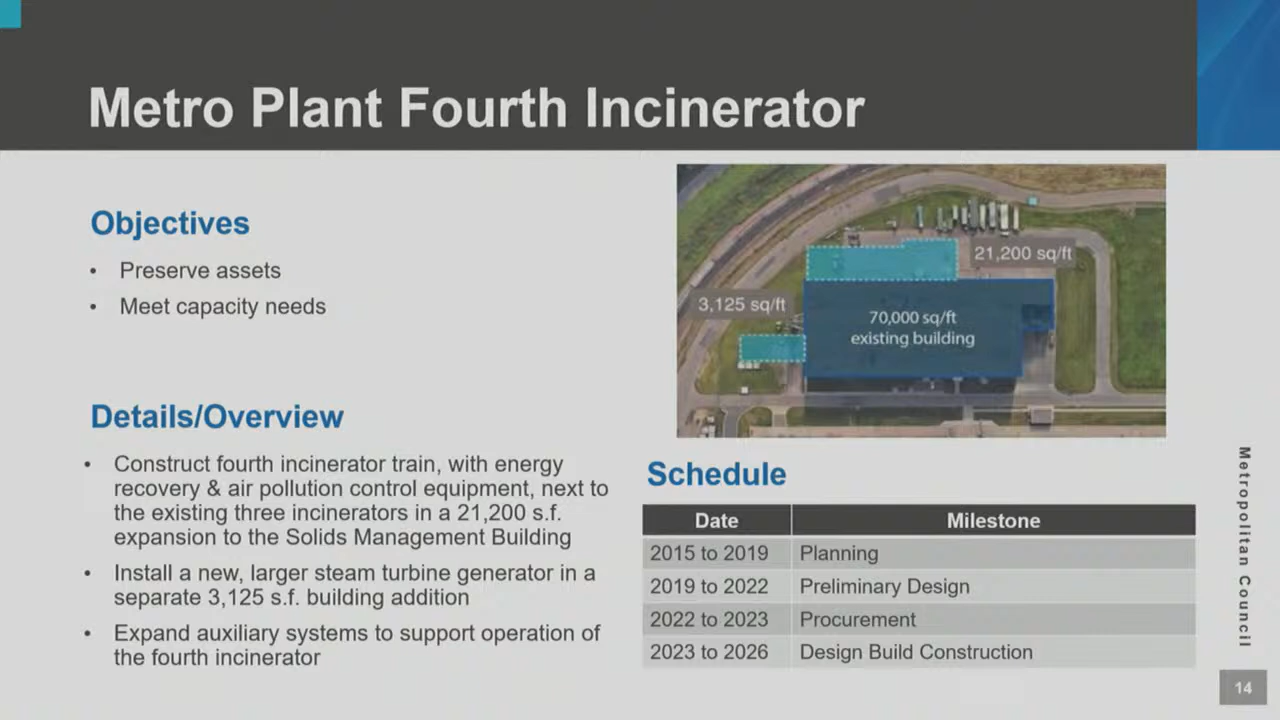 Metro Plant Fourth Incinerator
Objectives
• Preserve assets
• Meet capacity needs
Details/Overview
• Construct fourth incinerator train, with energy
recovery & air pollution control equipment, next to
the existing three incinerators in a 21,200 s.f.
expansion to the Solids Management Building
• Install a new, larger steam turbine generator in a
separate 3,125 s.f. building addition
• Expand auxiliary systems to support operation of
the fourth incinerator
21,200 sq/ft
3,125 sq/ft
70,000 sq/ft
existing building
Schedule
Date Milestone
2015 to 2019 Planning
2019 to 2022 Preliminary Design
2022 to 2023 Procurement
2023 to 2026 Design Build Construction
Metropolitan Council
14